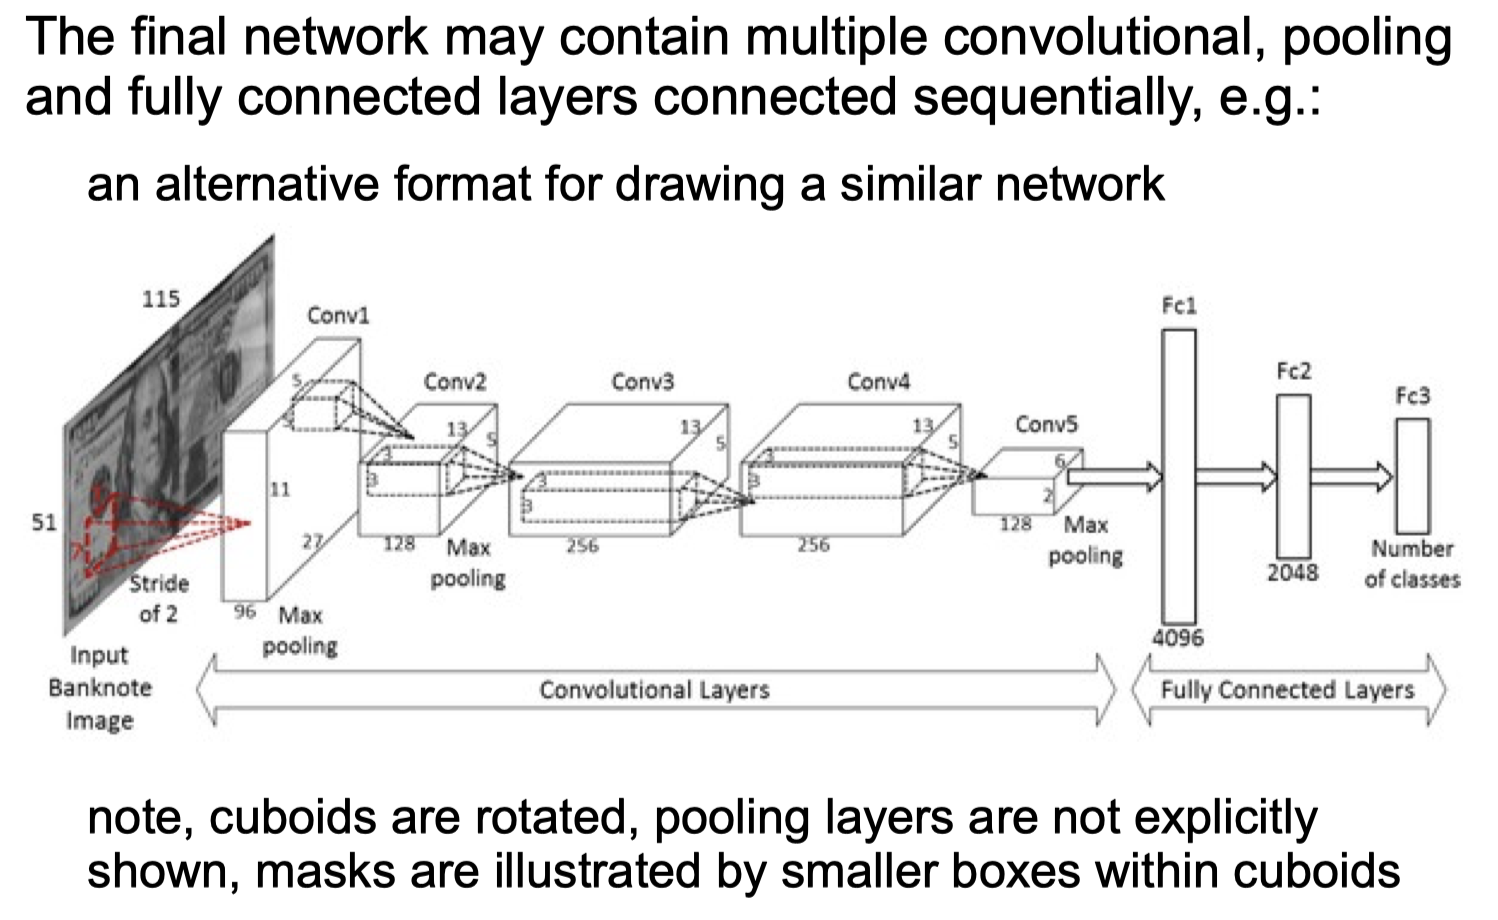 The final network may contain multiple convolutional, pooling
and fully connected layers connected sequentially, e.g.:
an alternative format for drawing a similar network
115
51
Stride
of 2
Input
Banknote
Image
Conv1
5
11
27
96
Max
pooling
Conv2
13
5
3
3
128
Max
pooling
Conv3
13
5
3
3
256
Conv4
13
5
3
3
256
Conv5
6
2
128
Max
pooling
Fc1
4096
Fc2
2048
Fc3
Number
of classes
Convolutional Layers
Fully Connected Layers
note, cuboids are rotated, pooling layers are not explicitly
shown, masks are illustrated by smaller boxes within cuboids